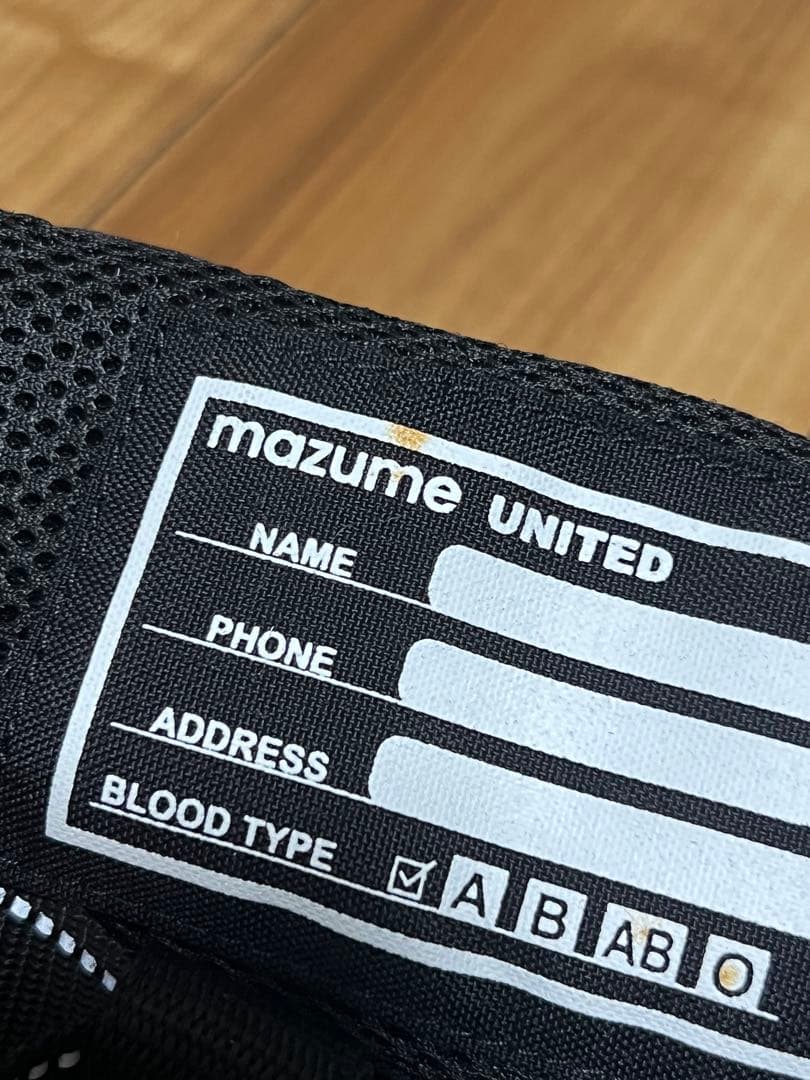 mazume UNITED
NAME
PHONE
ADDRESS
BLOOD TYPE ☑ A B AB O